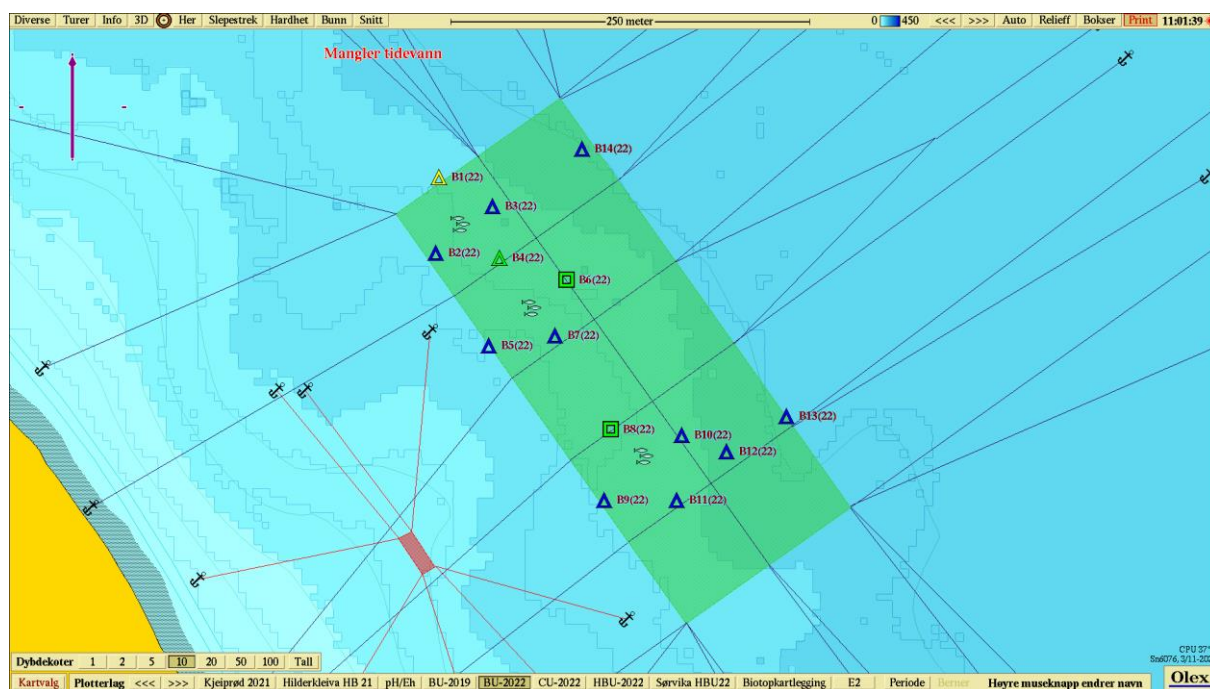 Diverse Turer Info 3D Her Slepestrek Hardhet Bunn Snitt 250 meter 0 450 <<< >>> Auto Relieff Bokser Print 11:01:39
Mangler tidevann
B14(22)
B1(22)
B3(22)
B2(22)
B4(22)
B6(22)
B7(22)
B5(22)
B13(22)
B8(22)
B10(22)
B12(22)
B9(22)
B11(22)
CPU 37°
Dybdekoter 1 2 5 10 20 50 100 Tall
Kartvalg Plotterlag <<< >>> Kjeiprød 2021 Hilderkleiva HB 21 pH/Eh BU-2019 BU-2022 CU-2022 HBU-2022 Sørvika HBU22 Biotopkartlegging E2 Periode Berner Høyre museknapp endrer navn Olex